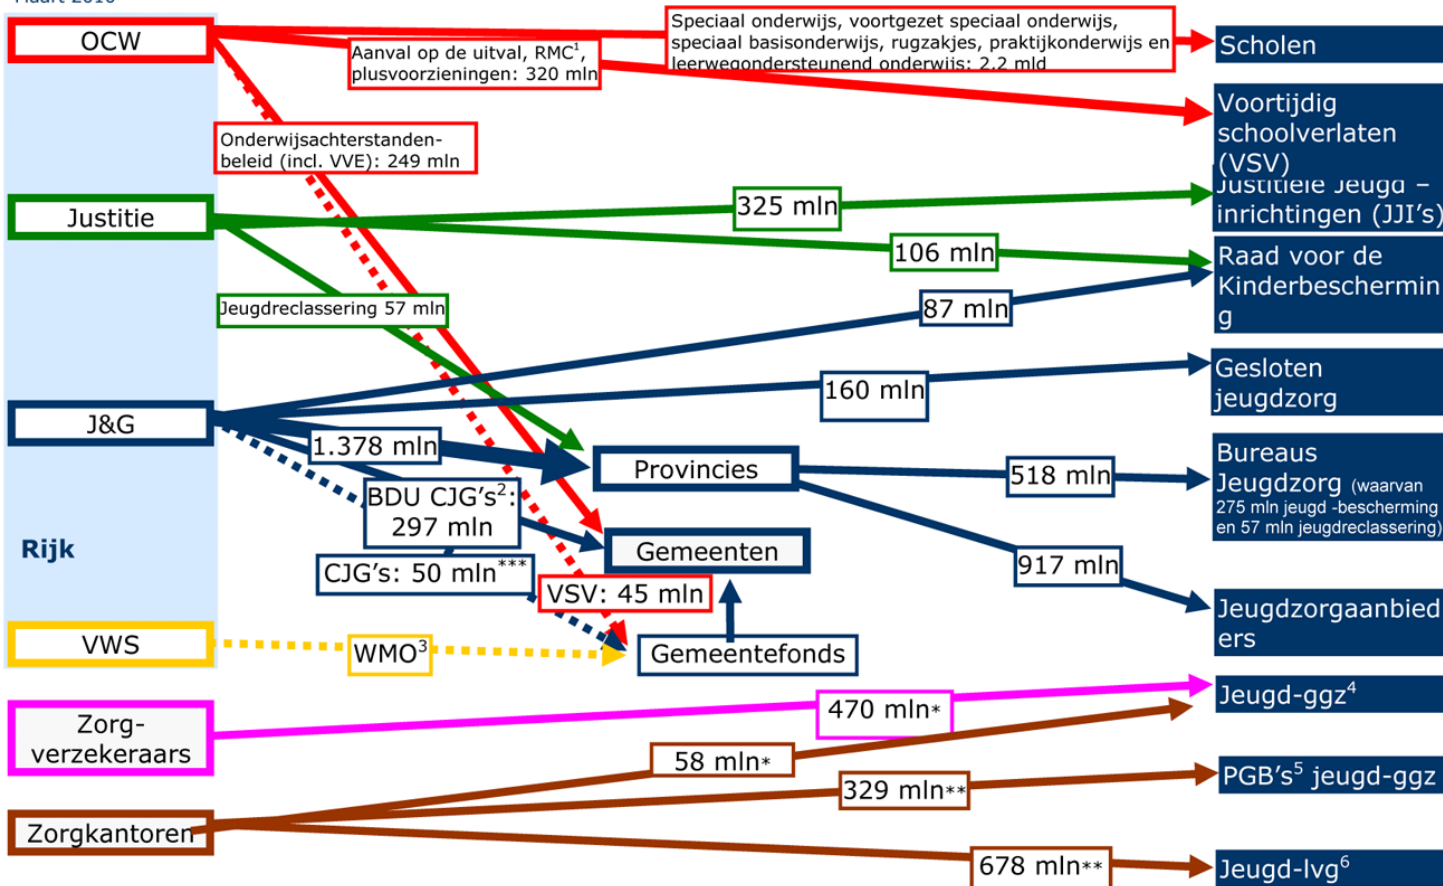 Maart 2010
OCW
Aanval op de uitval, RMC¹,
plusvoorzieningen: 320 mln
Speciaal onderwijs, voortgezet speciaal onderwijs,
speciaal basisonderwijs, rugzakjes, praktijkonderwijs en
leerwegondersteunend onderwijs: 2.2 mld
Scholen
Voortijdig
schoolverlaten
(VSV)
Onderwijsachterstanden-
beleid (incl. VVE): 249 mln
Justitie
325 mln
Justitiële Jeugd –
inrichtingen (JJI's)
106 mln
Raad voor de
Kinderbeschermin
g
Jeugdreclassering 57 mln
87 mln
160 mln
Gesloten
jeugdzorg
J&G
1.378 mln
Provincies
518 mln
Bureaus
Jeugdzorg (waarvan
275 mln jeugd -bescherming
en 57 mln jeugdreclassering)
BDU CJG's²:
297 mln
Rijk
Gemeenten
917 mln
CJG's: 50 mln***
VSV: 45 mln
Jeugdzorgaanbied
ers
VWS
WMO³
Gemeentefonds
Zorg-
verzekeraars
470 mln*
Jeugd-ggz⁴
58 mln*
329 mln**
PGB's⁵ jeugd-ggz
Zorgkantoren
678 mln**
Jeugd-lvg⁶